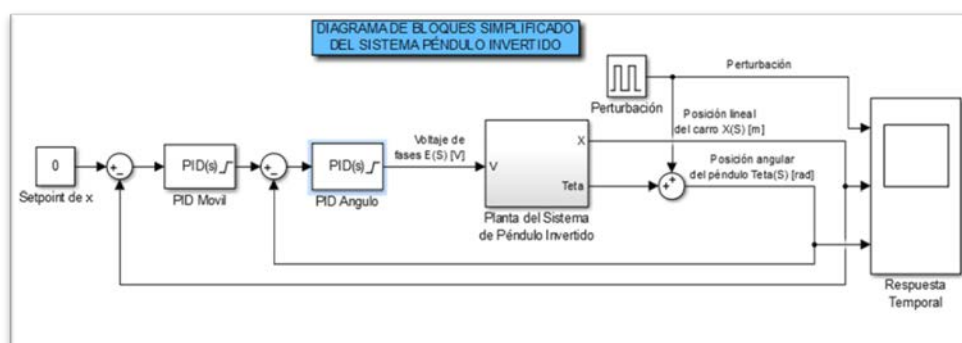 DIAGRAMA DE BLOQUES SIMPLIFICADO
DEL SISTEMA PÉNDULO INVERTIDO
Perturbación
Perturbación
Posición lineal
del carro X(S) [m]
Voltaje de
fases E(S) [V]
0
PID(s)
PID(s)
V
X
Teta
Posición angular
del péndulo Teta(S) [rad]
Setpoint de x
PID Movil
PID Angulo
Planta del Sistema
de Péndulo Invertido
Respuesta
Temporal